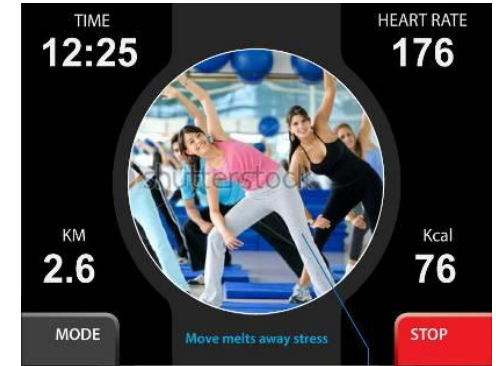 TIME
12:25
HEART RATE
176
shutterstock
KM
2.6
Kcal
76
MODE
Move melts away stress
STOP